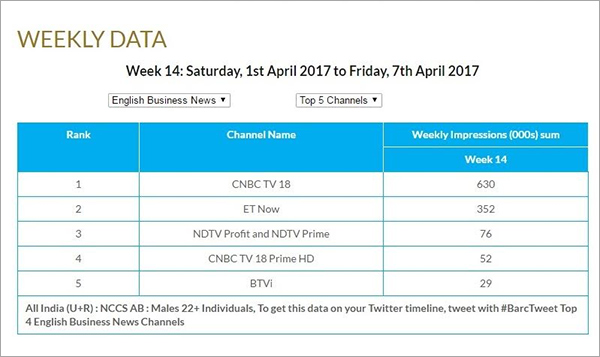 WEEKLY DATA
Week 14: Saturday, 1st April 2017 to Friday, 7th April 2017
English Business News ▼ Top 5 Channels ▼
Rank Channel Name Weekly Impressions (000s) sum
Week 14
1 CNBC TV 18 630
2 ET Now 352
3 NDTV Profit and NDTV Prime 76
4 CNBC TV 18 Prime HD 52
5 BTVi 29
All India (U+R) : NCCS AB : Males 22+ Individuals, To get this data on your Twitter timeline, tweet with #BarcTweet Top
4 English Business News Channels